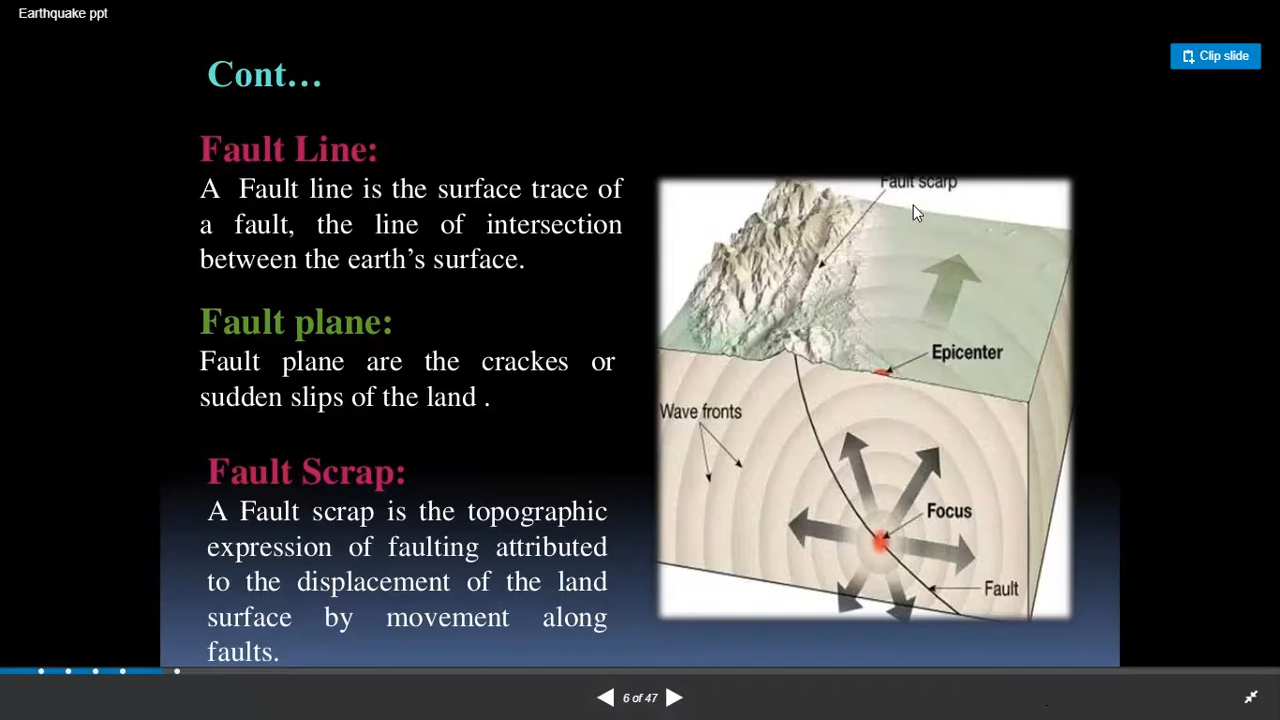 Earthquake ppt
Clip slide
Cont…
Fault Line:
A Fault line is the surface trace of
a fault, the line of intersection
between the earth's surface.
Fault plane:
Fault plane are the crackes or
sudden slips of the land .
Fault Scrap:
A Fault scrap is the topographic
expression of faulting attributed
to the displacement of the land
surface by movement along
faults.
Fault scarp
Epicenter
Wave fronts
Focus
Fault
6 of 47